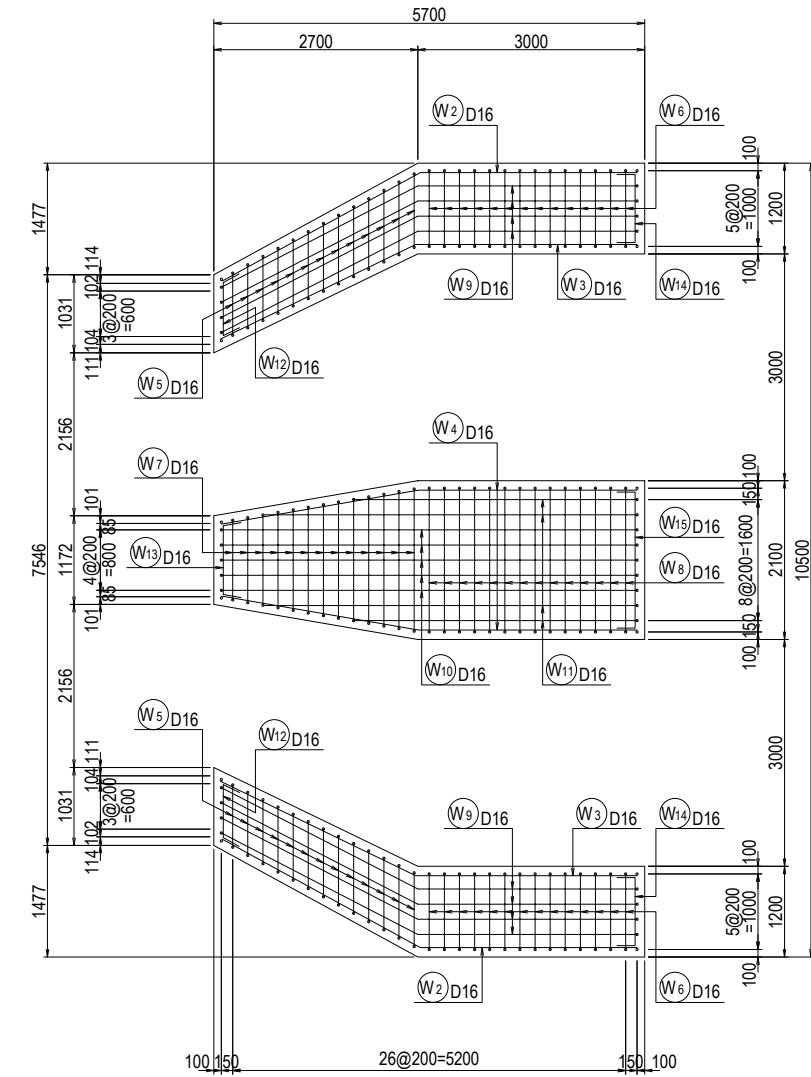 5700
2700
3000
W2 D16
W6 D16
W9 D16
W3 D16
W14 D16
W5 D16
W12 D16
1477
114
102
3@200
=600
1031
104
111
100
5@200
=1000
1200
100
3000
2156
W4 D16
W7 D16
W13 D16
W15 D16
W8 D16
W10 D16
W11 D16
101
85
4@200
=800
1172
85
101
7546
100
150
8@200=1600
2100
150
100
10500
2156
3000
W5 D16
W12 D16
W9 D16
W3 D16
W14 D16
W2 D16
W6 D16
111
104
3@200
=600
1031
102
114
1477
100
5@200
=1000
1200
100
100 150
26@200=5200
150 100